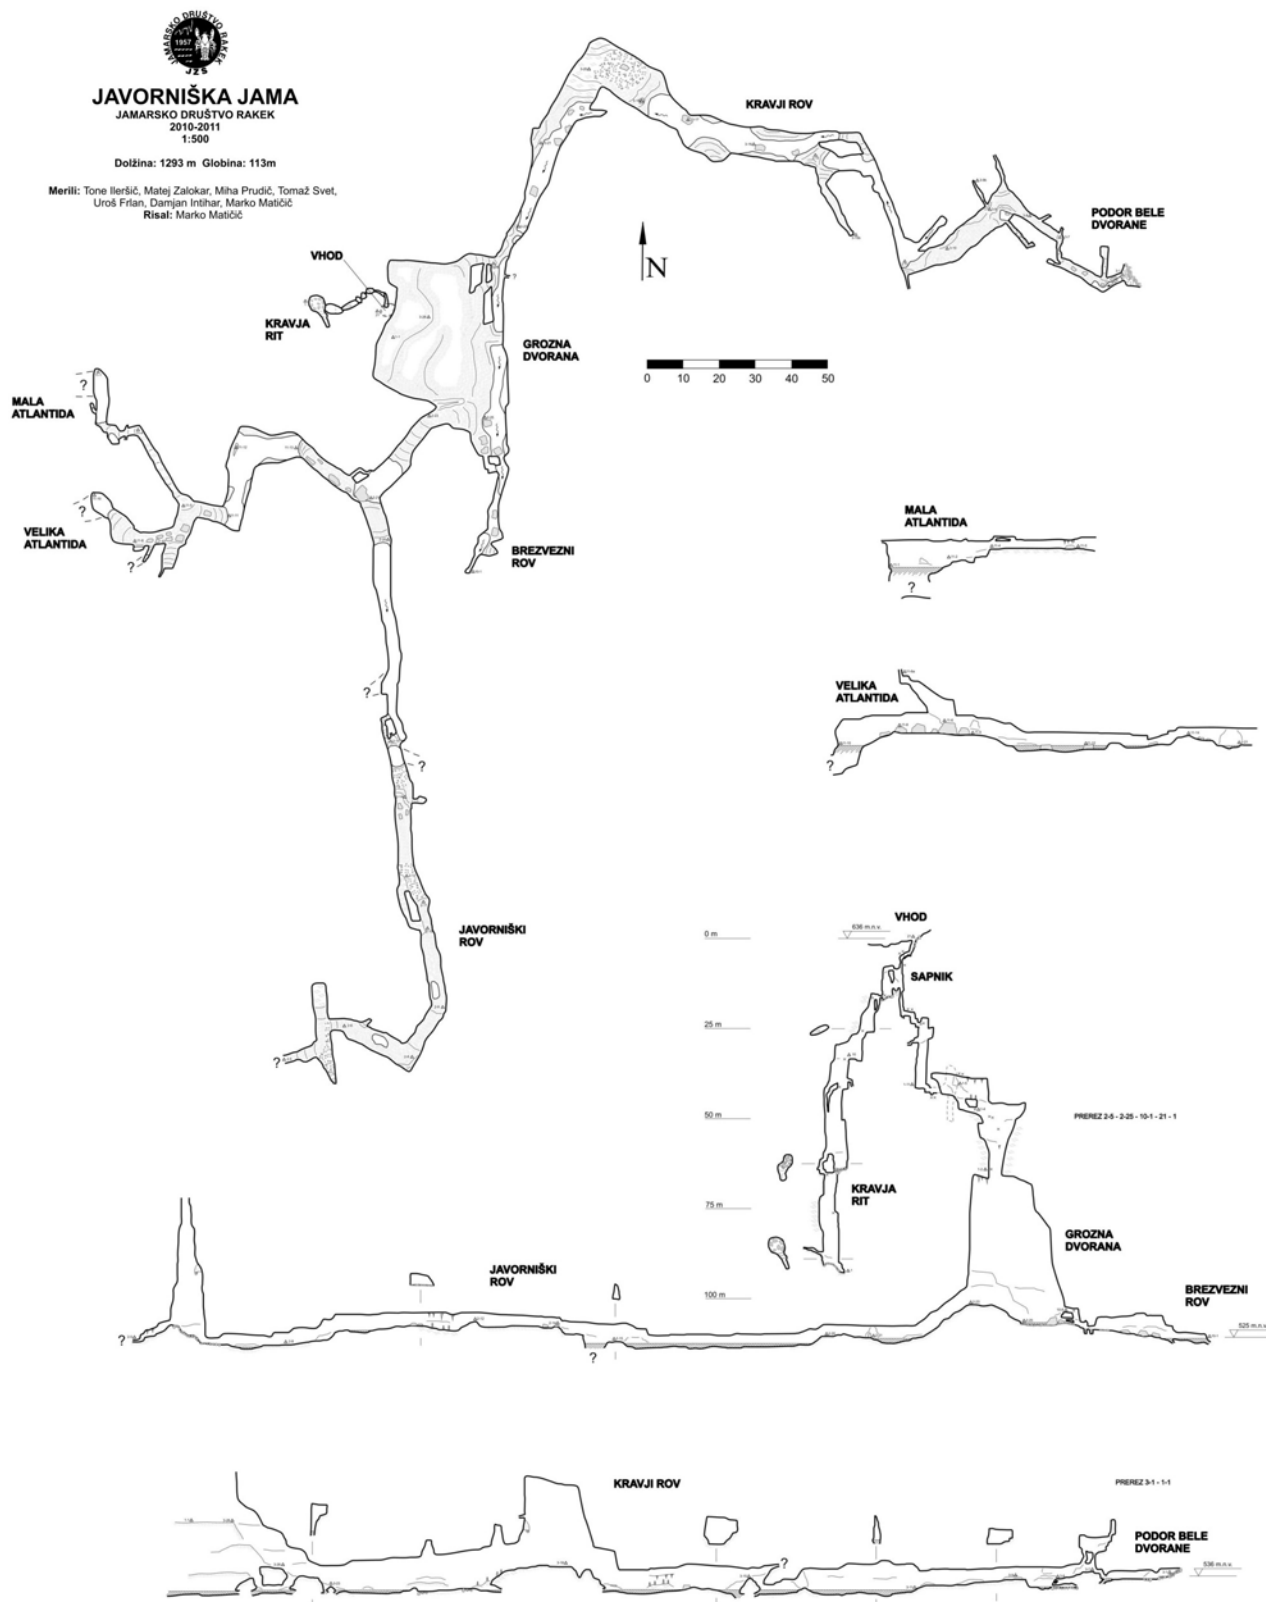 JAMARSKO DRUŠTVO RAKEK
1957
JZS
JAVORNIŠKA JAMA
JAMARSKO DRUŠTVO RAKEK
2010-2011
1:500
Dolžina: 1293 m Globina: 113m
Merili: Tone Ileršič, Matej Zalokar, Miha Prudič, Tomaž Svet,
Uroš Frlan, Damjan Intihar, Marko Matičič
Risal: Marko Matičič
KRAVJI ROV
PODOR BELE
DVORANE
VHOD
N
?
KRAVJA
RIT
GROZNA
DVORANA
0 10 20 30 40 50
?
MALA
ATLANTIDA
?
VELIKA
ATLANTIDA
?
BREZVEZNI
ROV
MALA
ATLANTIDA
?
?
?
VELIKA
ATLANTIDA
?
JAVORNIŠKI
ROV
?
VHOD
0 m
636 m.n.v.
SAPNIK
25 m
50 m
PREREZ 2-5 - 2-25 - 10-1 - 21 - 1
KRAVJA
RIT
75 m
GROZNA
DVORANA
JAVORNIŠKI
ROV
100 m
BREZVEZNI
ROV
?
?
525 m.n.v.
KRAVJI ROV
PREREZ 3-1 - 1-1
PODOR BELE
DVORANE
?
536 m.n.v.